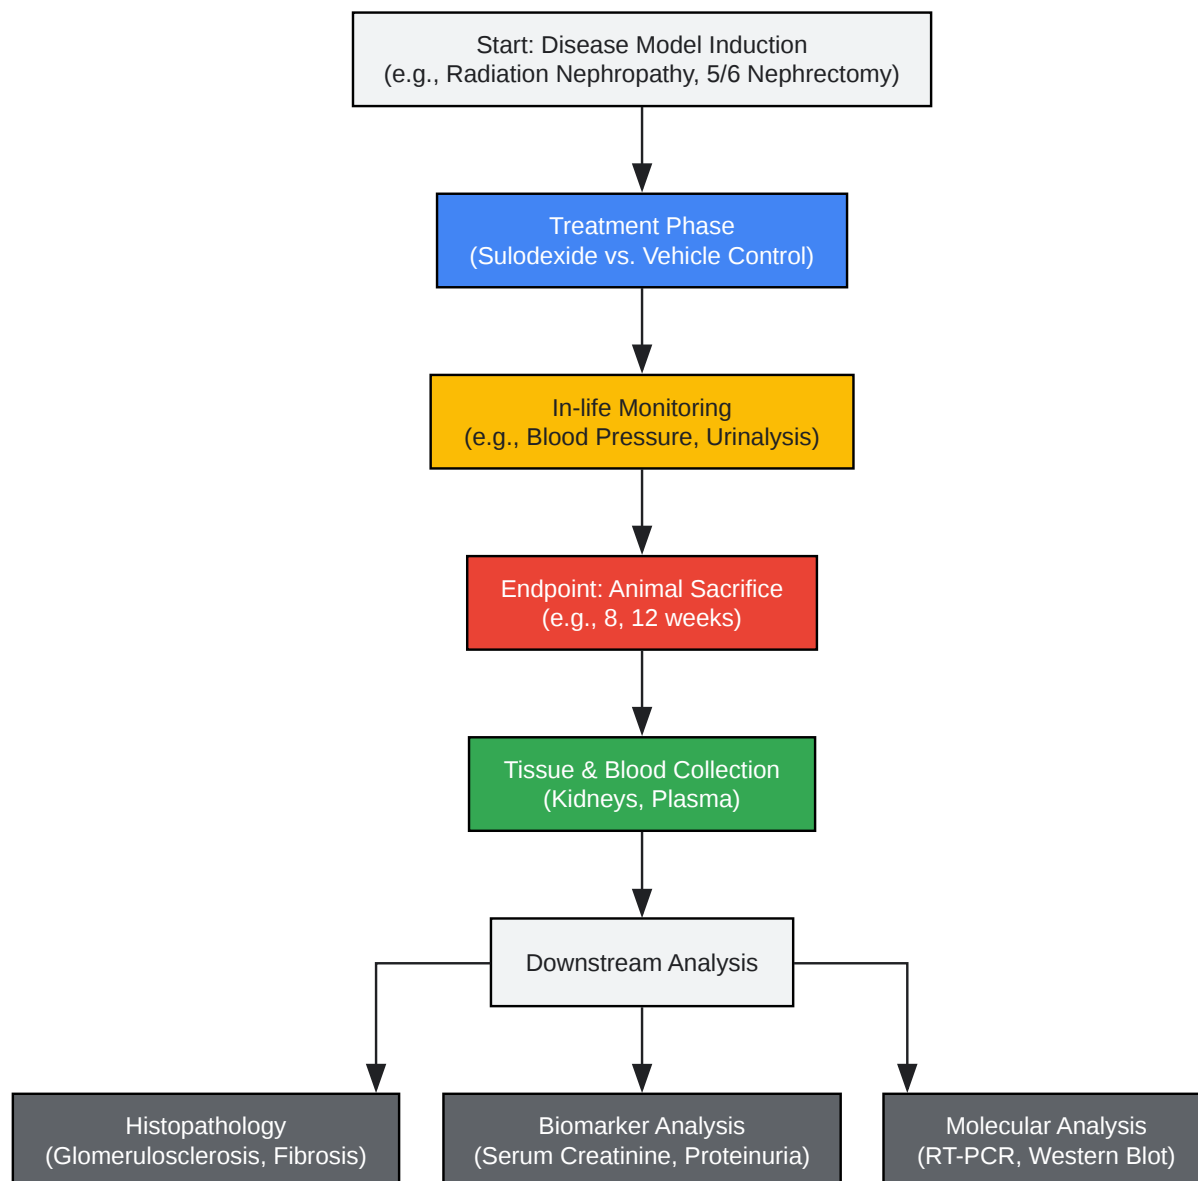 Start: Disease Model Induction
(e.g., Radiation Nephropathy, 5/6 Nephrectomy)
Treatment Phase
(Sulodexide vs. Vehicle Control)
In-life Monitoring
(e.g., Blood Pressure, Urinalysis)
Endpoint: Animal Sacrifice
(e.g., 8, 12 weeks)
Tissue & Blood Collection
(Kidneys, Plasma)
Downstream Analysis
Histopathology
(Glomerulosclerosis, Fibrosis)
Biomarker Analysis
(Serum Creatinine, Proteinuria)
Molecular Analysis
(RT-PCR, Western Blot)